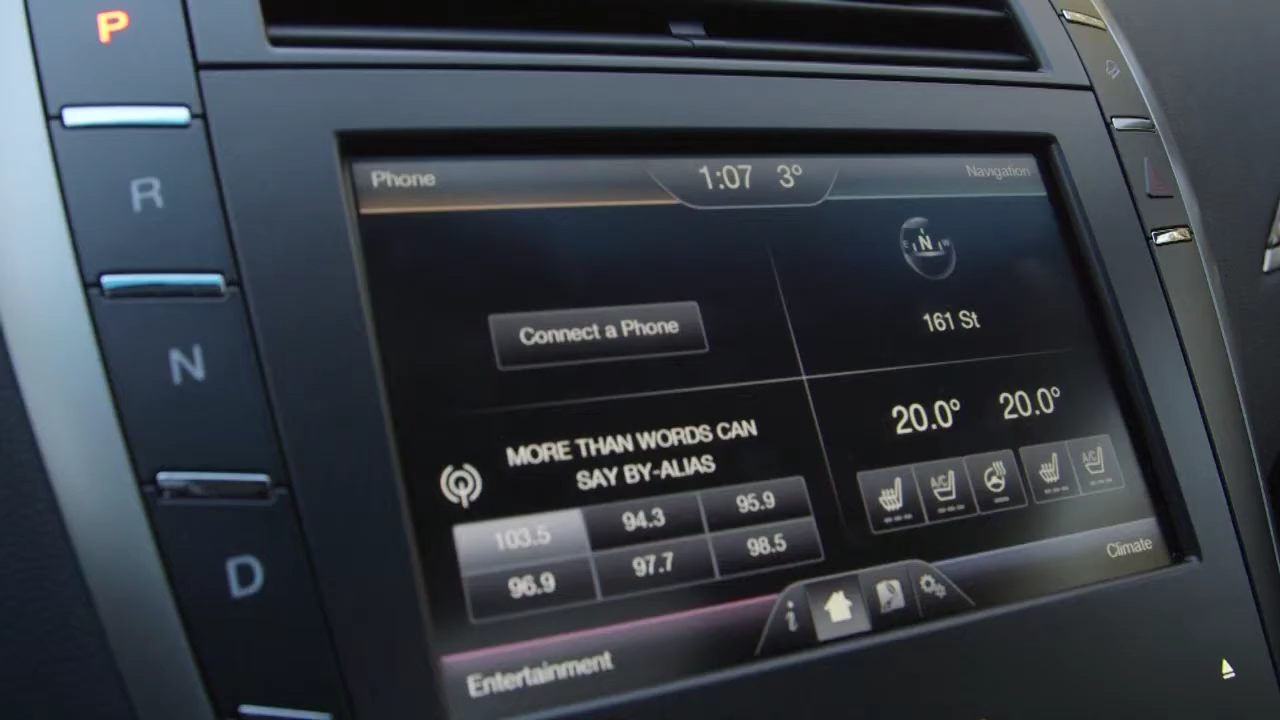 P
R
N
D
Phone
1:07 3°
Navigation
N
161 St
Connect a Phone
MORE THAN WORDS CAN
SAY BY-ALIAS
103.5 94.3 95.9
96.9 97.7 98.5
20.0° 20.0°
A/C A/C
Climate
i
Entertainment